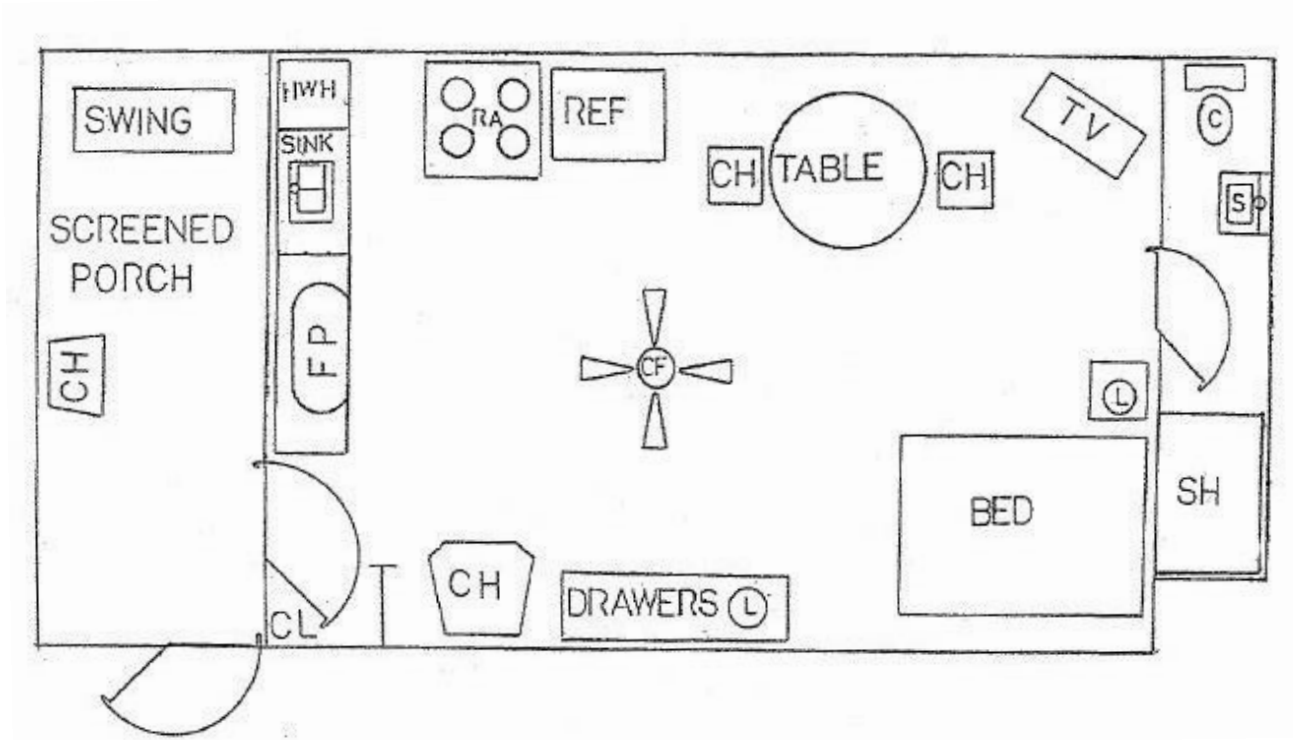 SWING
SCREENED
PORCH
CH
HWH
SINK
FP
CL
RA
REF
CH
TABLE
CH
TV
CF
CH
DRAWERS L
L
BED
C
S
SH